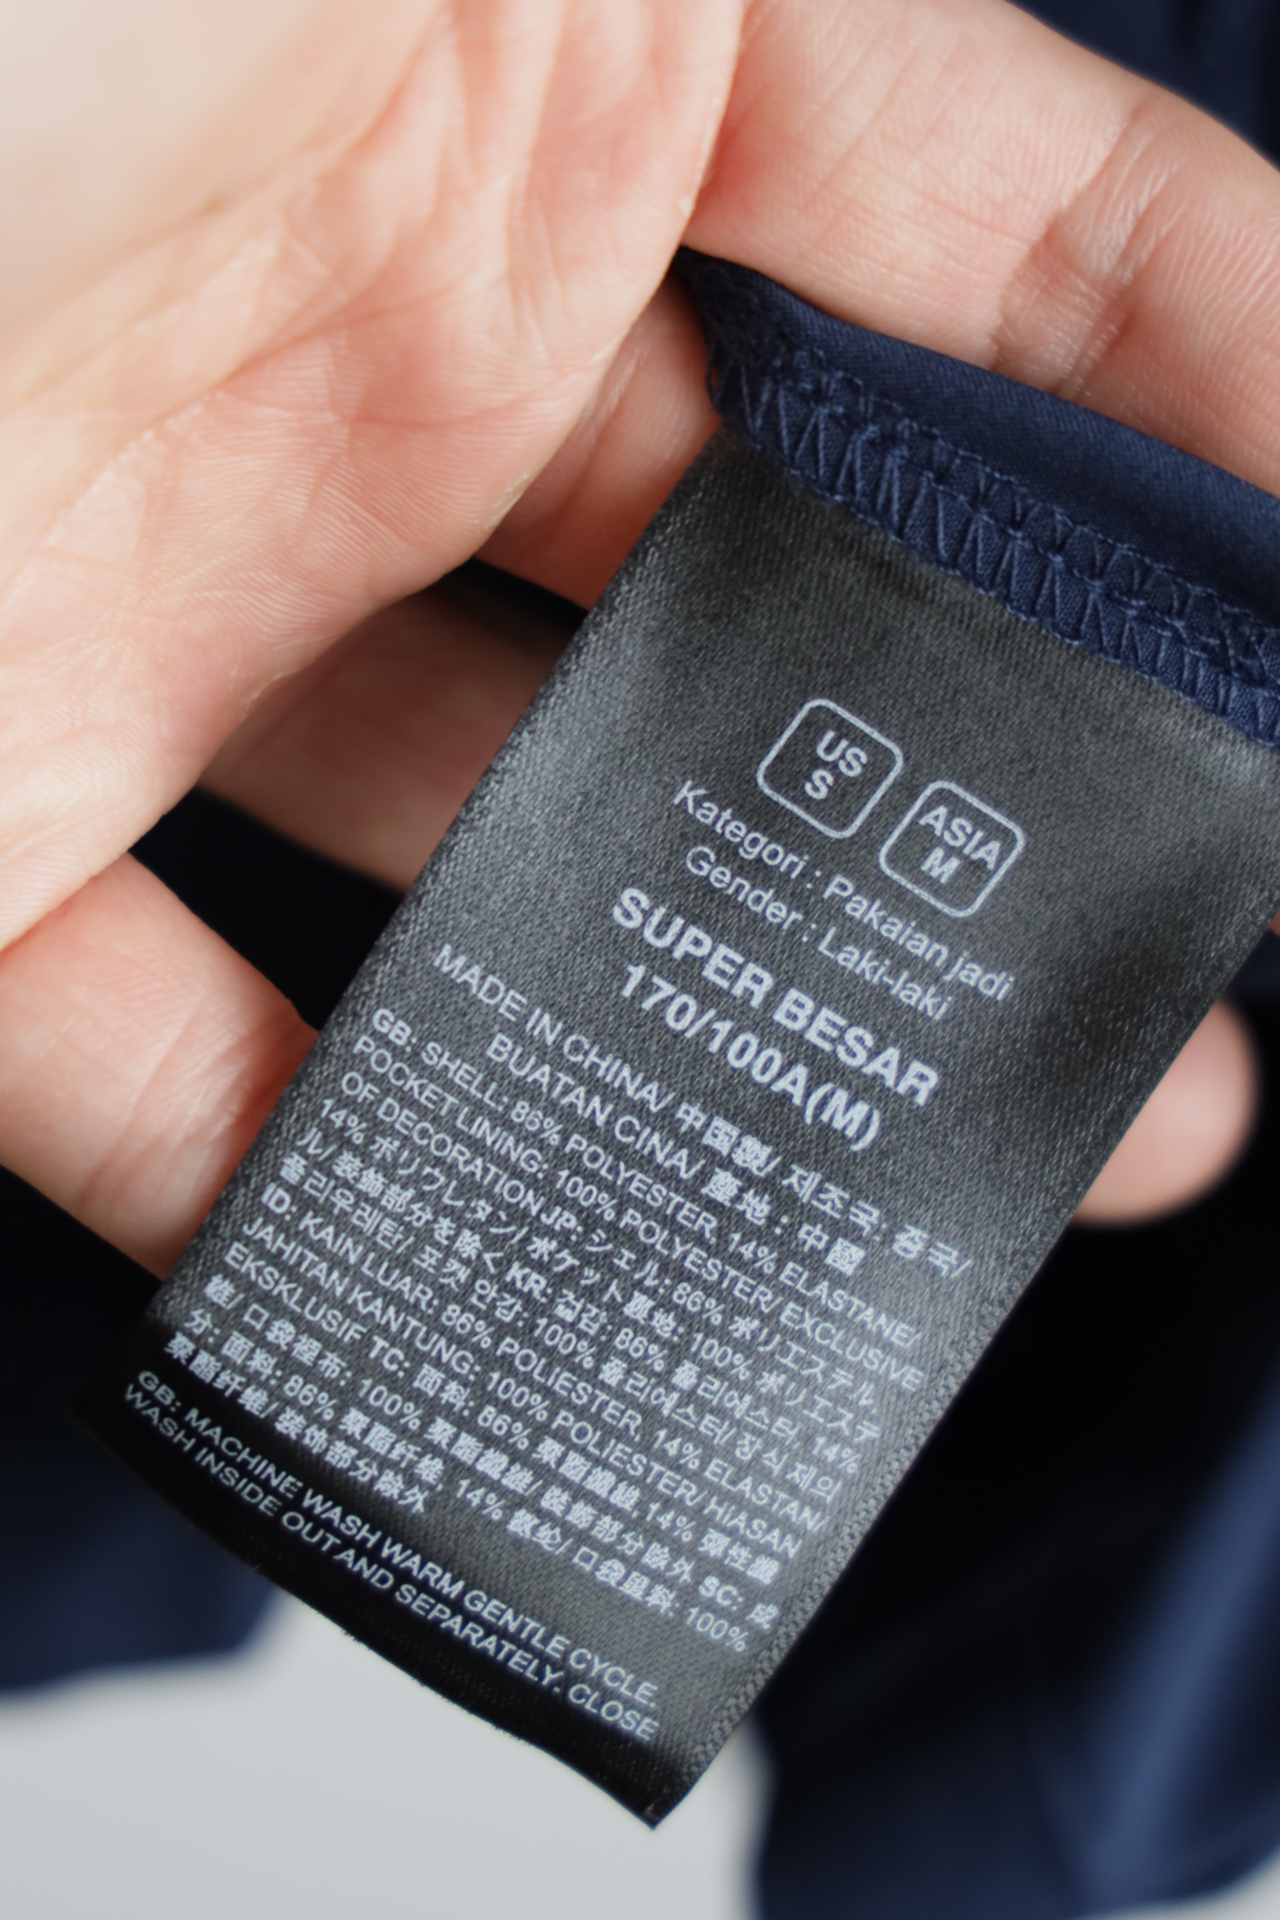 US
S
ASIA
M
Kategori : Pakaian jadi
Gender : Laki-laki
SUPER BESAR
170/100A(M)
MADE IN CHINA/ 中国製/ 제조국: 중국/
BUATAN CINA/ 產地：中國
GB: SHELL: 86% POLYESTER, 14% ELASTANE/
POCKET LINING: 100% POLYESTER/ EXCLUSIVE
OF DECORATION JP: シェル: 86% ポリエステル,
14% ポリウレタン/ ポケット裏地: 100% ポリエステ
ル/ 装飾部分を除く KR: 겉감: 86% 폴리에스터, 14%
폴리우레탄/ 포켓 안감: 100% 폴리에스터/ 장식 제외
ID: KAIN LUAR: 86% POLIESTER, 14% ELASTAN
JAHITAN KANTUNG: 100% POLIESTER/ HIASAN
EKSKLUSIF TC: 面料: 86% 聚酯纖維, 14% 彈性纖
維/ 口袋裡布: 100% 聚酯纖維/ 裝飾部分除外 SC: 成
分: 面料: 86% 聚酯纤维, 14% 氨纶/ 口袋里料: 100%
聚酯纤维/ 装饰部分除外
GB: MACHINE WASH WARM GENTLE CYCLE.
WASH INSIDE OUT AND SEPARATELY. CLOSE